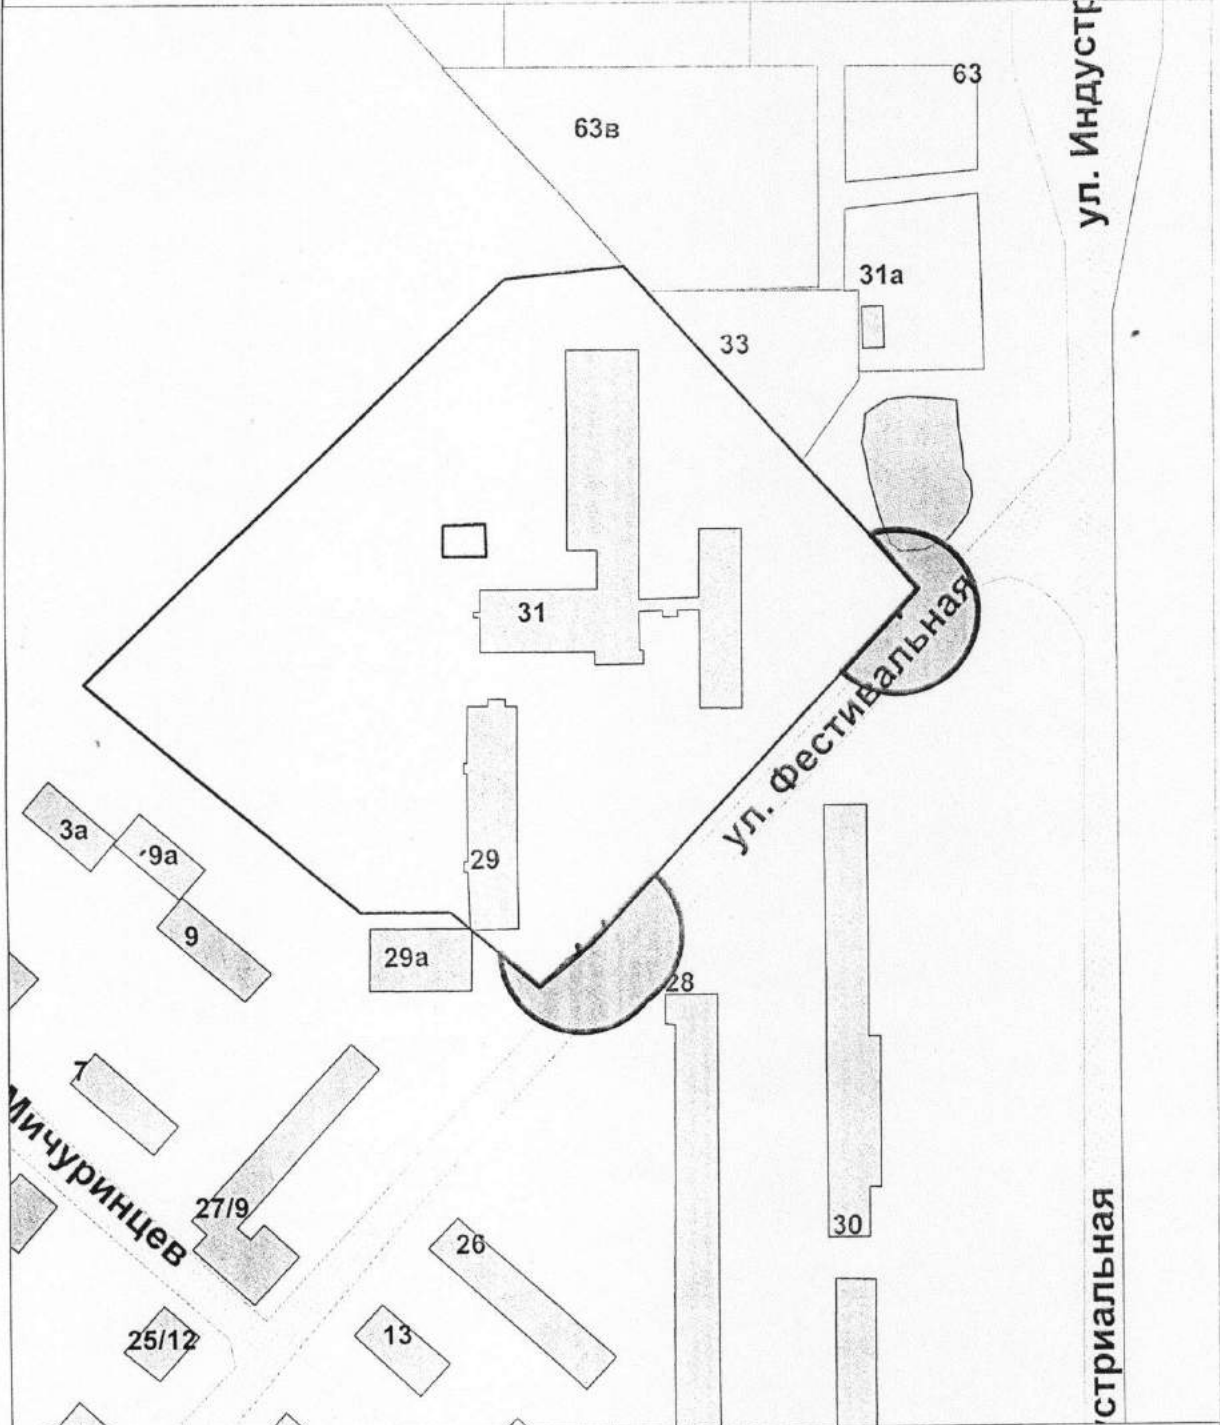 63
ул. Индустр
63в
31а
33
31
ул. Фестивальная
3а
9а
29
9
29а
28
7
Мичуринцев
27/9
26
30
25/12
13
стриальная